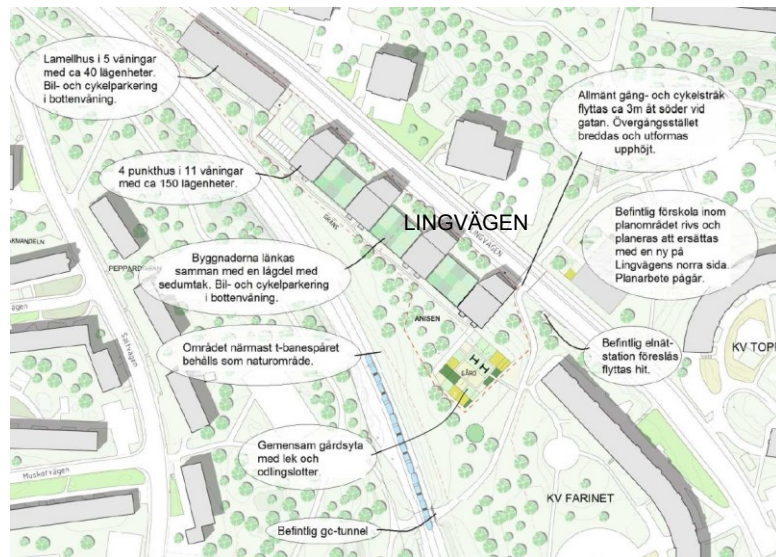 Lamellhus i 5 våningar
med ca 40 lägenheter.
Bil- och cykelparkering
i bottenvåning.
Allmänt gång- och cykelstråk
flyttas ca 3m åt söder vid
gatan. Övergångsstället
breddas och utformas
upphöjt.
4 punkthus i 11 våningar
med ca 150 lägenheter.
GRÄNS
LINGVÄGEN
LINGVÄGEN
Befintlig förskola inom
planområdet rivs och
planeras att ersättas
med en ny på
Lingvägens norra sida.
Planarbete pågår.
Byggnaderna länkas
samman med en lågdel med
sedumtak. Bil- och cykelparkering
i bottenvåning.
ANISEN
Området närmast t-banespåret
behålls som naturområde.
Befintlig elnät-
station föreslås
flyttas hit.
GÅRD
Gemensam gårdsyta
med lek och
odlingslotter.
Muskotvägen
KV FARINET
Befintlig gc-tunnel